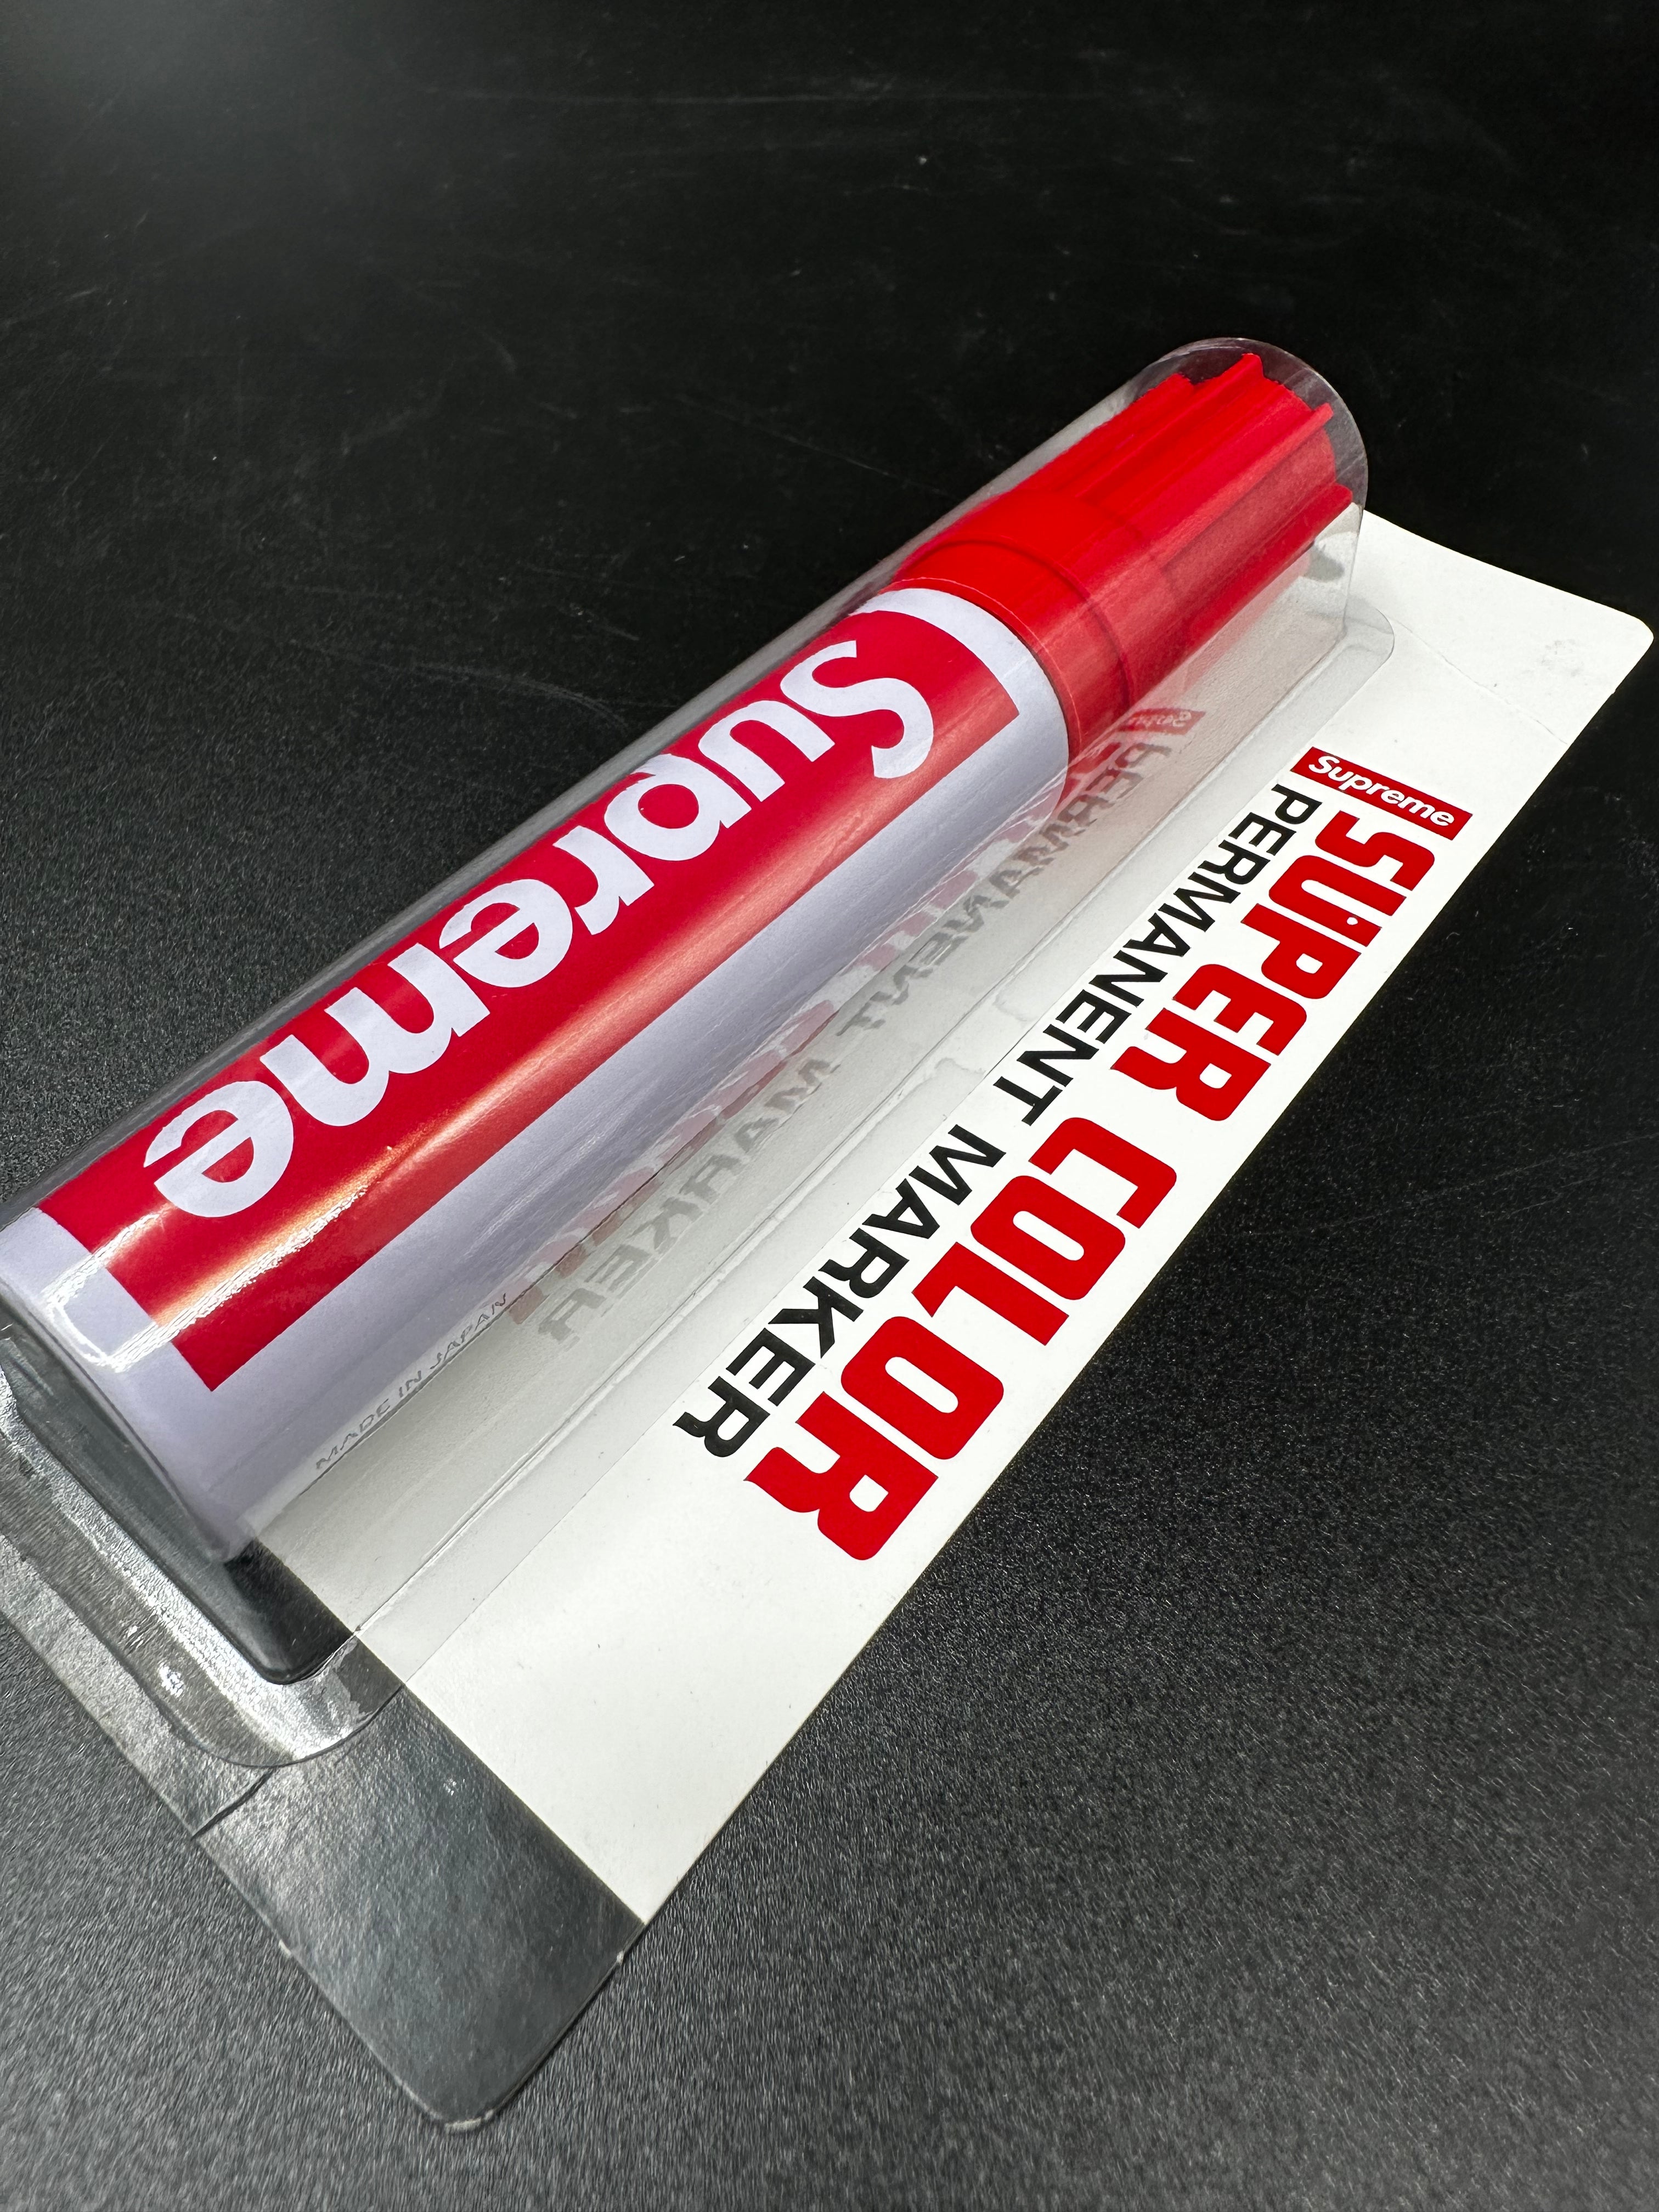 Supreme
MADE IN JAPAN
Supreme
SUPER COLOR
PERMANENT MARKER